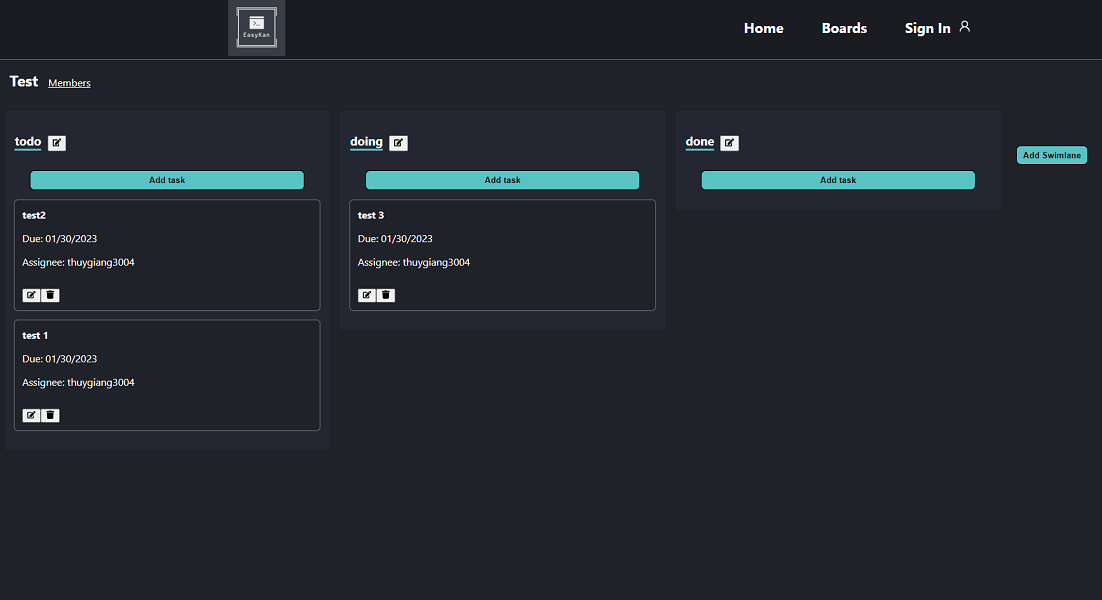 EasyKan
Home Boards Sign In
Test Members
todo
Add task
test2
Due: 01/30/2023
Assignee: thuygiang3004
test 1
Due: 01/30/2023
Assignee: thuygiang3004
doing
Add task
test 3
Due: 01/30/2023
Assignee: thuygiang3004
done
Add task
Add Swimlane